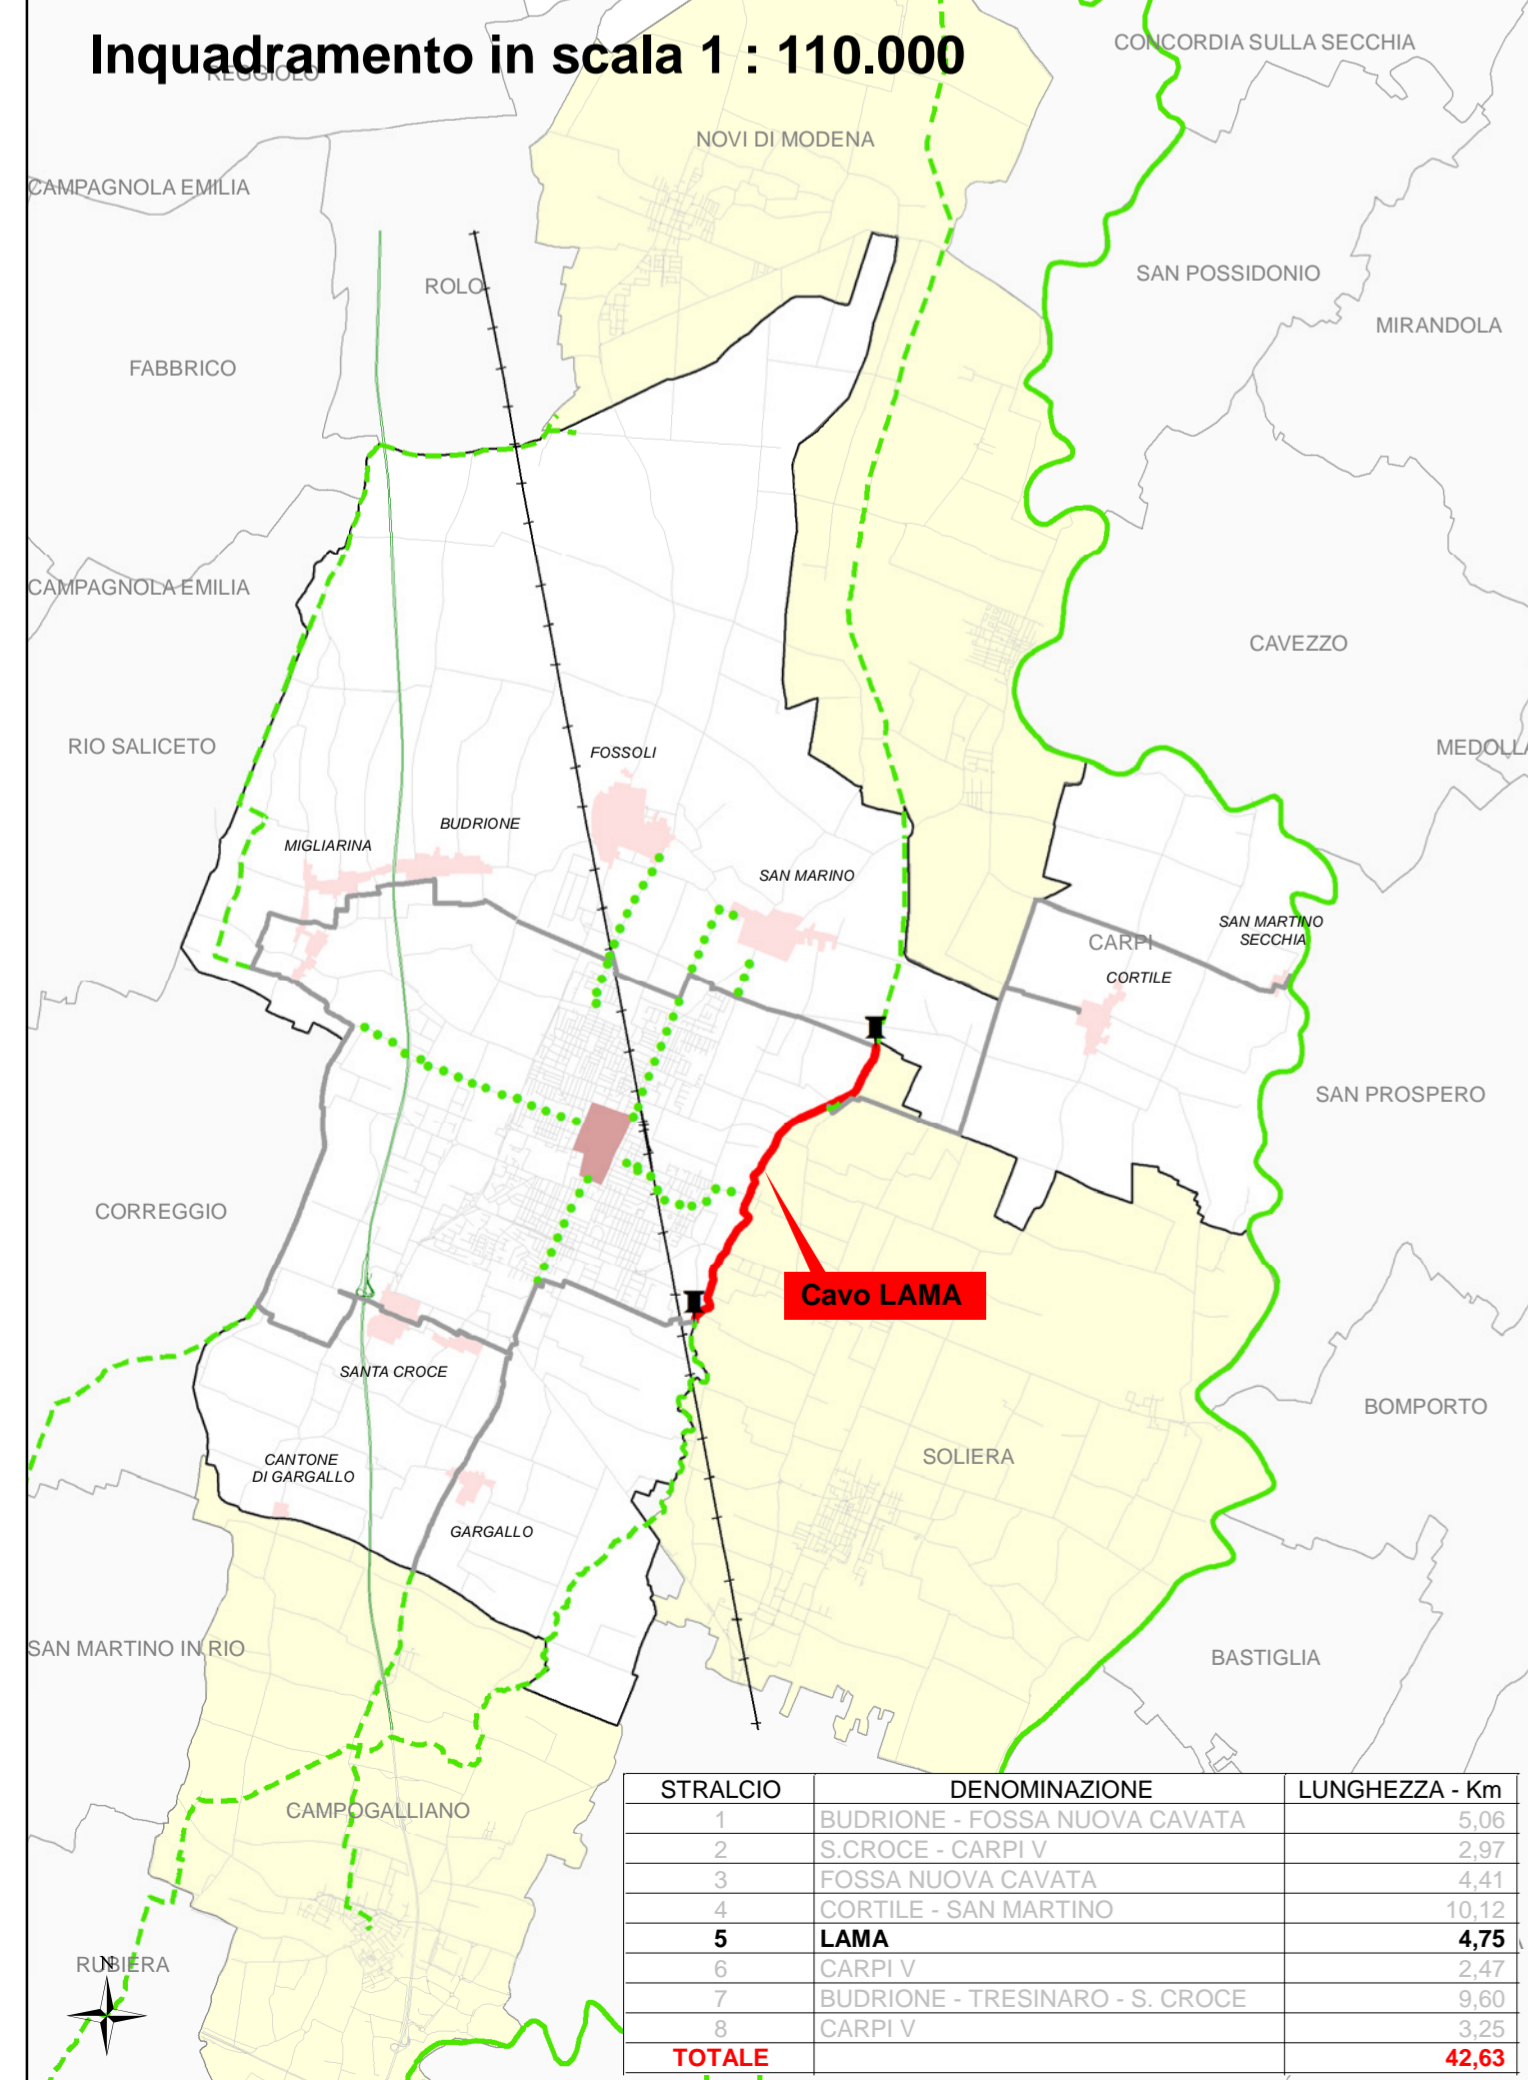 Inquadramento in scala 1 : 110.000
REGGIOLO
CONCORDIA SULLA SECCHIA
NOVI DI MODENA
CAMPAGNOLA EMILIA
ROLO
SAN POSSIDONIO
MIRANDOLA
FABBRICO
CAMPAGNOLA EMILIA
CAVEZZO
RIO SALICETO
MEDOLLA
FOSSOLI
BUDRIONE
MIGLIARINA
SAN MARINO
SAN MARTINO
SECCHIA
CARPI
CORTILE
SAN PROSPERO
CORREGGIO
Cavo LAMA
SANTA CROCE
BOMPORTO
CANTONE
DI GARGALLO
SOLIERA
GARGALLO
SAN MARTINO IN RIO
BASTIGLIA
CAMPOGALLIANO
RUBIERA
N
STRALCIO DENOMINAZIONE LUNGHEZZA - Km
1 BUDRIONE - FOSSA NUOVA CAVATA 5,06
2 S.CROCE - CARPI V 2,97
3 FOSSA NUOVA CAVATA 4,41
4 CORTILE - SAN MARTINO 10,12
5 LAMA 4,75
6 CARPI V 2,47
7 BUDRIONE - TRESINARO - S. CROCE 9,60
8 CARPI V 3,25
TOTALE 42,63